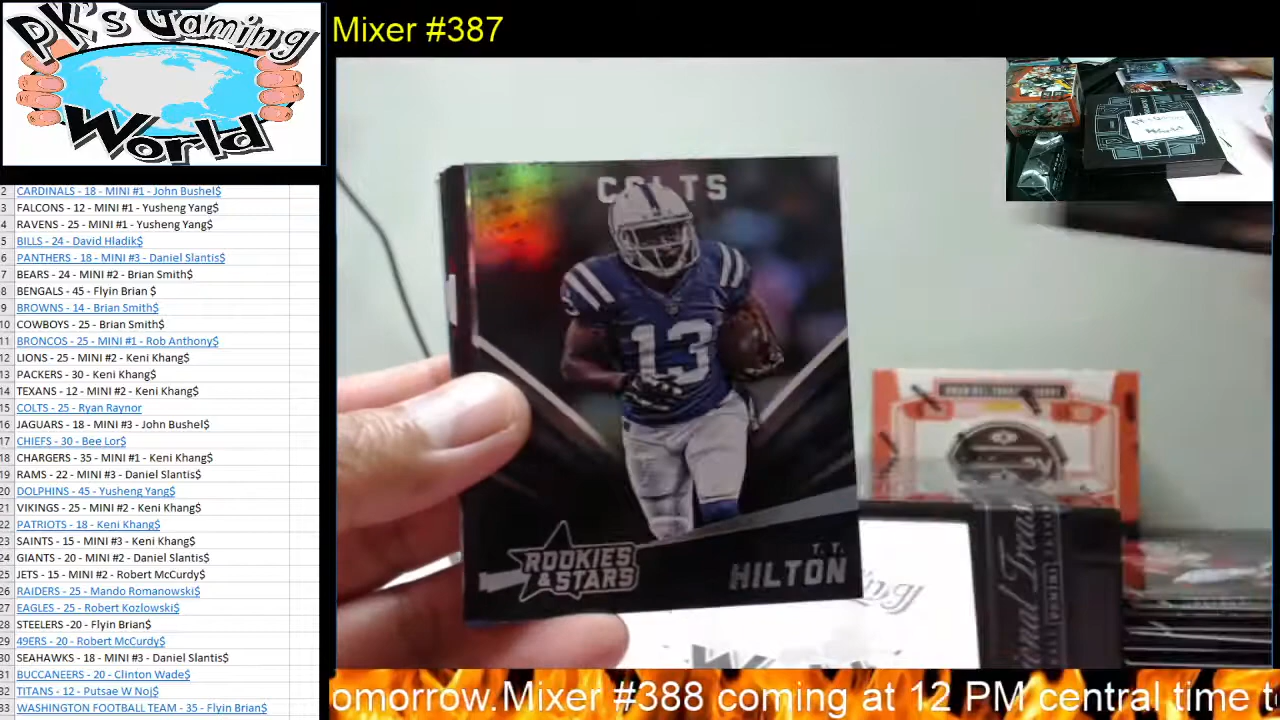 PK's Gaming
World
Mixer #387
2 CARDINALS - 18 - MINI #1 - John Bushel$
3 FALCONS - 12 - MINI #1 - Yusheng Yang$
4 RAVENS - 25 - MINI #1 - Yusheng Yang$
5 BILLS - 24 - David Hladik$
6 PANTHERS - 18 - MINI #3 - Daniel Slantis$
7 BEARS - 24 - MINI #2 - Brian Smith$
8 BENGALS - 45 - Flyin Brian $
9 BROWNS - 14 - Brian Smith$
10 COWBOYS - 25 - Brian Smith$
11 BRONCOS - 25 - MINI #1 - Rob Anthony$
12 LIONS - 25 - MINI #2 - Keni Khang$
13 PACKERS - 30 - Keni Khang$
14 TEXANS - 12 - MINI #2 - Keni Khang$
15 COLTS - 25 - Ryan Raynor
16 JAGUARS - 18 - MINI #3 - John Bushel$
17 CHIEFS - 30 - Bee Lor$
18 CHARGERS - 35 - MINI #1 - Keni Khang$
19 RAMS - 22 - MINI #3 - Daniel Slantis$
20 DOLPHINS - 45 - Yusheng Yang$
21 VIKINGS - 25 - MINI #2 - Keni Khang$
22 PATRIOTS - 18 - Keni Khang$
23 SAINTS - 15 - MINI #3 - Keni Khang$
24 GIANTS - 20 - MINI #2 - Daniel Slantis$
25 JETS - 15 - MINI #2 - Robert McCurdy$
26 RAIDERS - 25 - Mando Romanowski$
27 EAGLES - 25 - Robert Kozlowski$
28 STEELERS -20 - Flyin Brian$
29 49ERS - 20 - Robert McCurdy$
30 SEAHAWKS - 18 - MINI #3 - Daniel Slantis$
31 BUCCANEERS - 20 - Clinton Wade$
32 TITANS - 12 - Putsae W Noj$
33 WASHINGTON FOOTBALL TEAM - 35 - Flyin Brian$
COLTS
13
ROOKIES
& STARS
T. Y.
HILTON
omorrow.Mixer #388 coming at 12 PM central time t